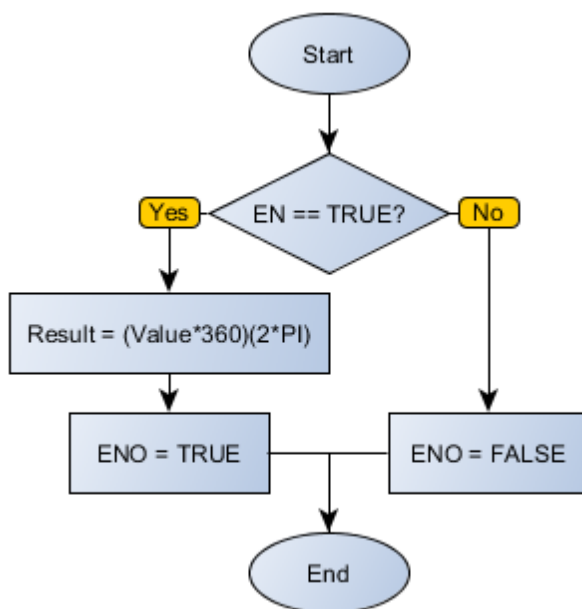 Start
EN == TRUE?
Yes
No
Result = (Value*360)(2*PI)
ENO = TRUE
ENO = FALSE
End